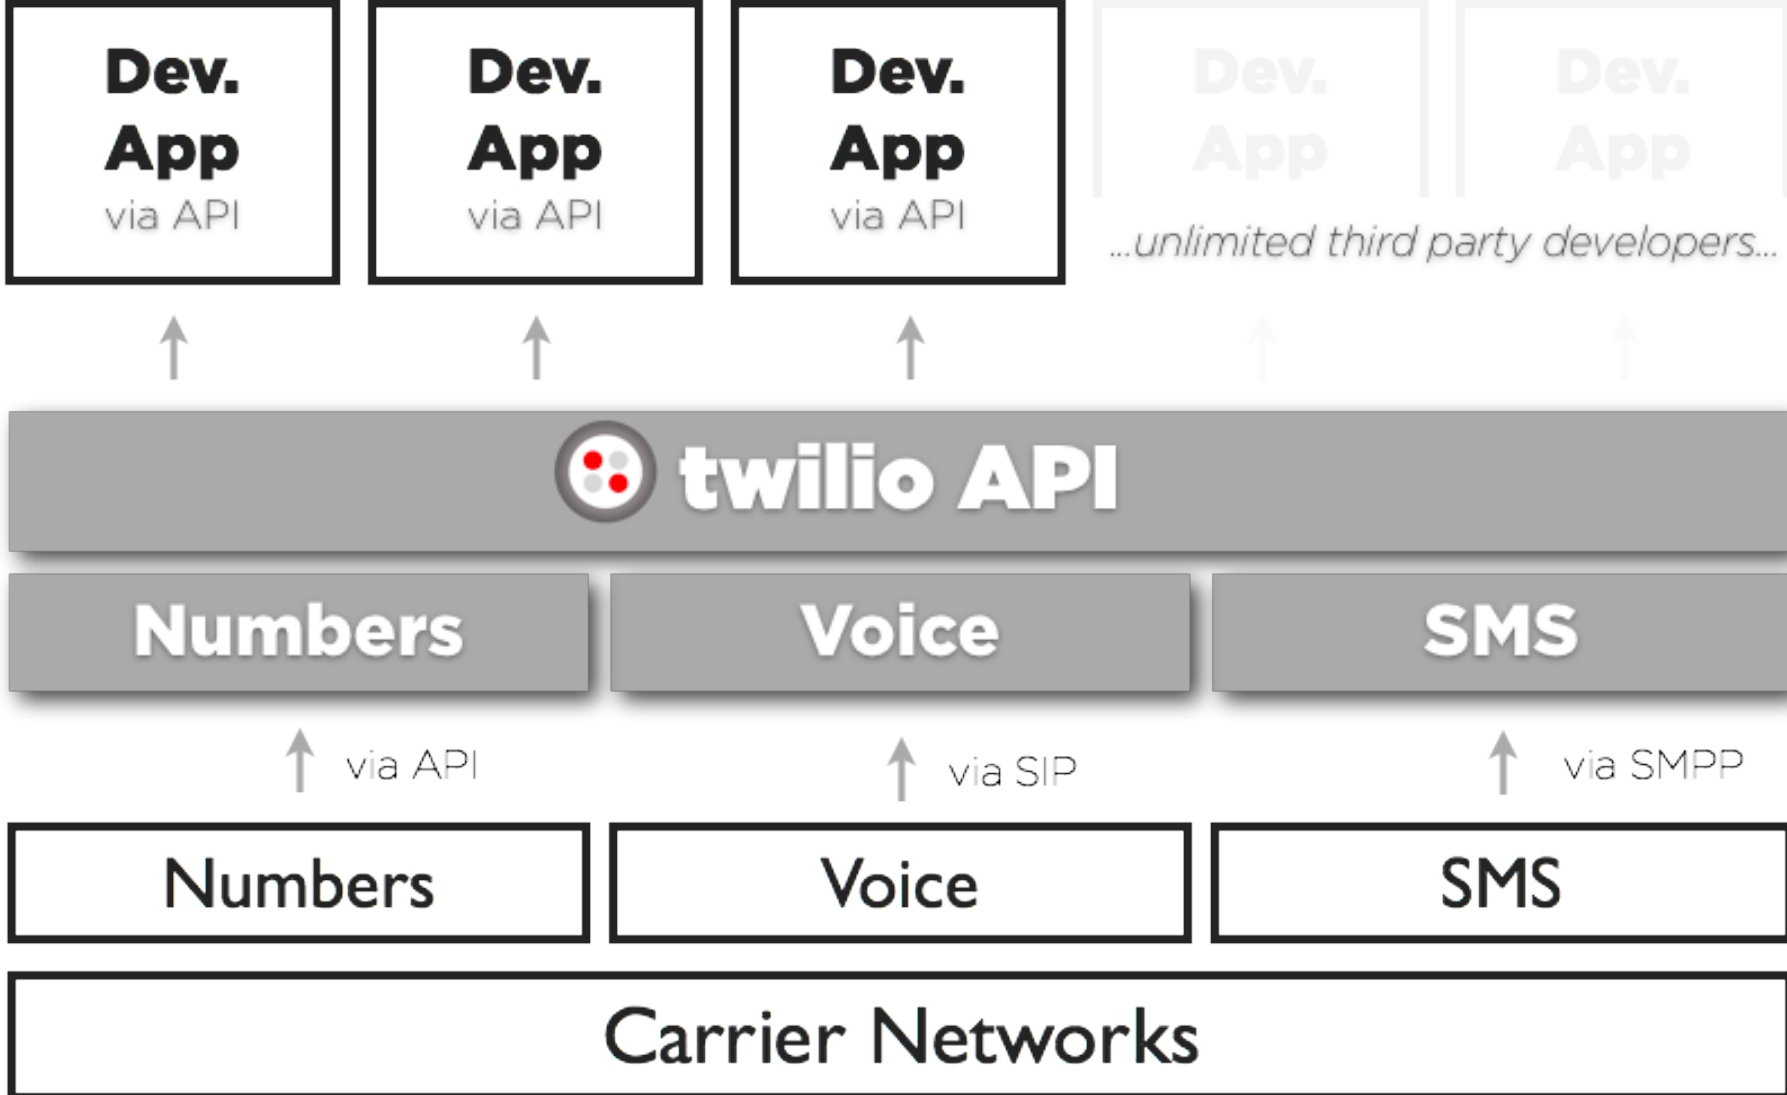 Dev.
App
via API
Dev.
App
via API
Dev.
App
via API
Dev.
App
Dev.
App
...unlimited third party developers...
twilio API
Numbers
Voice
SMS
via API
via SIP
via SMPP
Numbers
Voice
SMS
Carrier Networks